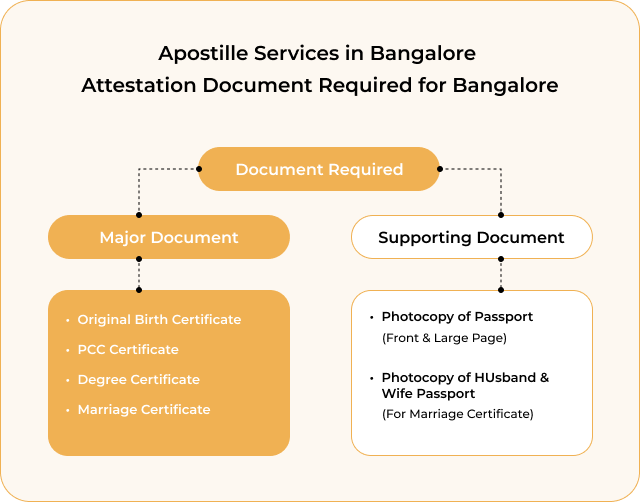 Apostille Services in Bangalore
Attestation Document Required for Bangalore
Document Required
Major Document
• Original Birth Certificate
• PCC Certificate
• Degree Certificate
• Marriage Certificate
Supporting Document
• Photocopy of Passport
(Front & Large Page)
• Photocopy of HUsband &
Wife Passport
(For Marriage Certificate)